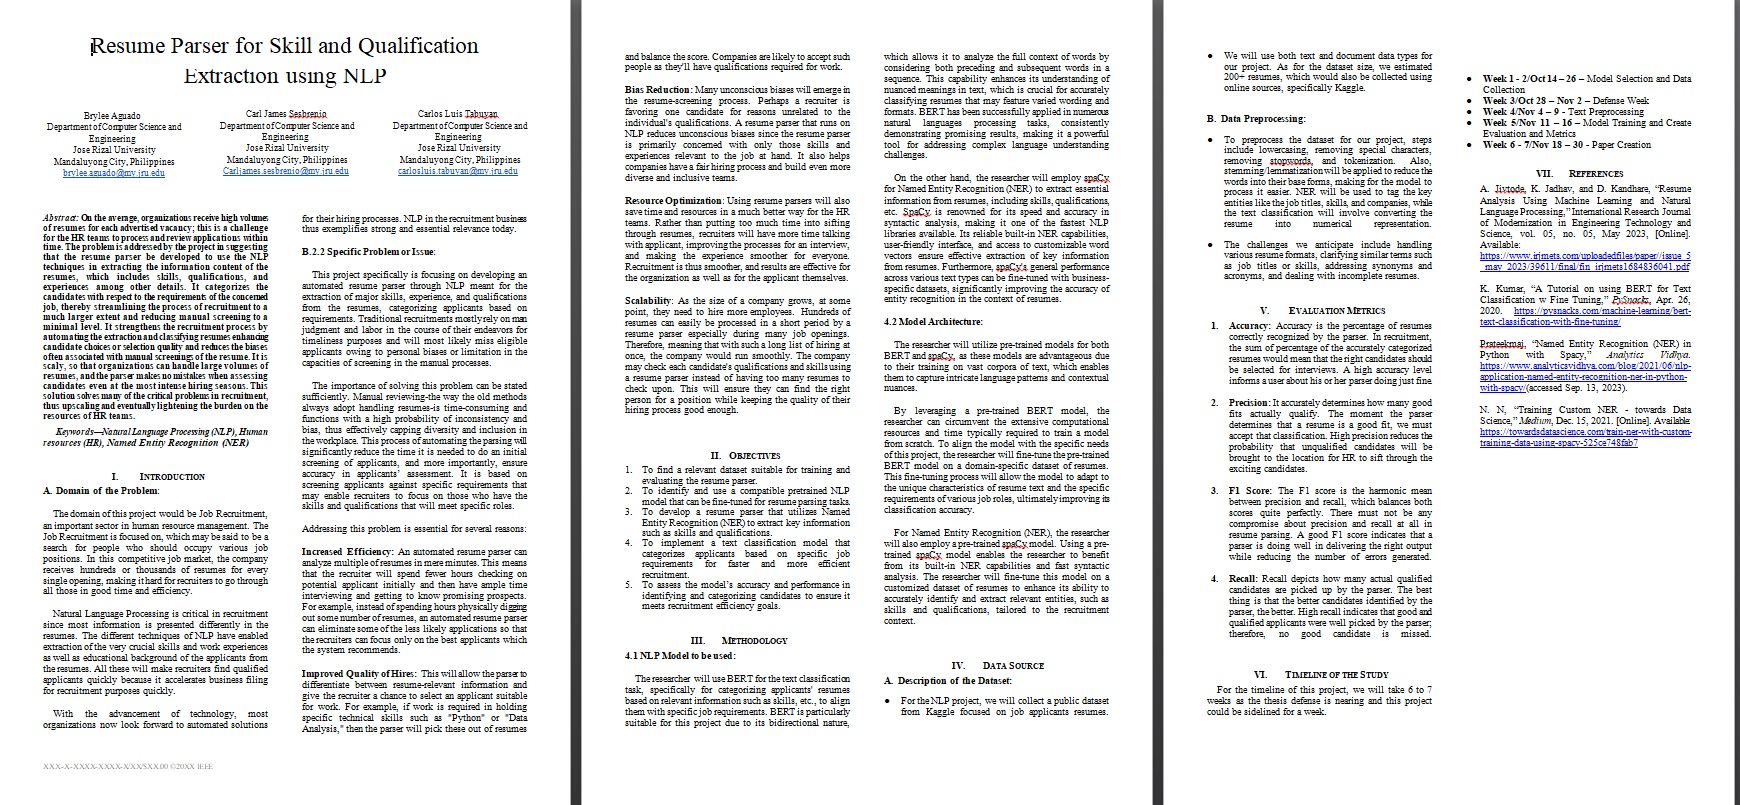 Resume Parser for Skill and Qualification
Extraction using NLP
Brylee Aguado
Department of Computer Science and
Engineering
Jose Rizal University
Mandaluyong City, Philippines
brylee.aguado@my.jru.edu
Carl James Sesbrenio
Department of Computer Science and
Engineering
Jose Rizal University
Mandaluyong City, Philippines
Carljames.sesbrenio@my.jru.edu
Carlos Luis Tabuyan
Department of Computer Science and
Engineering
Jose Rizal University
Mandaluyong City, Philippines
carlosluis.tabuyan@my.jru.edu
Abstract: On the average, organizations receive high volumes
of resumes for each advertised vacancy; this is a challenge
for the HR teams to process and review applications within
time. The problem is addressed by the project in suggesting
that the resume parser be developed to use the NLP
techniques in extracting the information content of the
resumes, which includes skills, qualifications, and
experiences among other details. It categorizes the
candidates with respect to the requirements of the concerned
job, thereby streamlining the process of recruitment to a
much larger extent and reducing manual screening to a
minimal level. It strengthens the recruitment process by
automating the extraction and classifying resumes enhancing
candidate choices or selection quality and reduces the biases
often associated with manual screenings of the resume. It is
scaly, so that organizations can handle large volumes of
resumes, and the parser makes no mistakes when assessing
candidates even at the most intense hiring seasons. This
solution solves many of the critical problems in recruitment,
thus upscaling and eventually lightening the burden on the
resources of HR teams.
Keywords—Natural Language Processing (NLP), Human
resources (HR), Named Entity Recognition (NER)
I. INTRODUCTION
A. Domain of the Problem:
The domain of this project would be Job Recruitment,
an important sector in human resource management. The
Job Recruitment is focused on, which may be said to be a
search for people who should occupy various job
positions. In this competitive job market, the company
receives hundreds or thousands of resumes for every
single opening, making it hard for recruiters to go through
all those in good time and efficiency.
Natural Language Processing is critical in recruitment
since most information is presented differently in the
resumes. The different techniques of NLP have enabled
extraction of the very crucial skills and work experiences
as well as educational background of the applicants from
the resumes. All these will make recruiters find qualified
applicants quickly because it accelerates business filing
for recruitment purposes quickly.
With the advancement of technology, most
organizations now look forward to automated solutions
XXX-X-XXXX-XXXX-X/XX/$XX.00 ©20XX IEEE
for their hiring processes. NLP in the recruitment business
thus exemplifies strong and essential relevance today.
B.2.2 Specific Problem or Issue:
This project specifically is focusing on developing an
automated resume parser through NLP meant for the
extraction of major skills, experience, and qualifications
from the resumes, categorizing applicants based on
requirements. Traditional recruitments mostly rely on man
judgment and labor in the course of their endeavors for
timeliness purposes and will most likely miss eligible
applicants owing to personal biases or limitation in the
capacities of screening in the manual processes.
The importance of solving this problem can be stated
sufficiently. Manual reviewing-the way the old methods
always adopt handling resumes-is time-consuming and
functions with a high probability of inconsistency and
bias, thus effectively capping diversity and inclusion in
the workplace. This process of automating the parsing will
significantly reduce the time it is needed to do an initial
screening of applicants, and more importantly, ensure
accuracy in applicants' assessment. It is based on
screening applicants against specific requirements that
may enable recruiters to focus on those who have the
skills and qualifications that will meet specific roles.
Addressing this problem is essential for several reasons:
Increased Efficiency: An automated resume parser can
analyze multiple of resumes in mere minutes. This means
that the recruiter will spend fewer hours checking on
potential applicant initially and then have ample time
interviewing and getting to know promising prospects.
For example, instead of spending hours physically digging
out some number of resumes, an automated resume parser
can eliminate some of the less likely applications so that
the recruiters can focus only on the best applicants which
the system recommends.
Improved Quality of Hires: This will allow the parser to
differentiate between resume-relevant information and
give the recruiter a chance to select an applicant suitable
for work. For example, if work is required in holding
specific technical skills such as "Python" or "Data
Analysis," then the parser will pick these out of resumes
and balance the score. Companies are likely to accept such
people as they'll have qualifications required for work.
Bias Reduction: Many unconscious biases will emerge in
the resume-screening process. Perhaps a recruiter is
favoring one candidate for reasons unrelated to the
individual's qualifications. A resume parser that runs on
NLP reduces unconscious biases since the resume parser
is primarily concerned with only those skills and
experiences relevant to the job at hand. It also helps
companies have a fair hiring process and build even more
diverse and inclusive teams.
Resource Optimization: Using resume parsers will also
save time and resources in a much better way for the HR
teams. Rather than putting too much time into sifting
through resumes, recruiters will have more time talking
with applicant, improving the processes for an interview,
and making the experience smoother for everyone.
Recruitment is thus smoother, and results are effective for
the organization as well as for the applicant themselves.
Scalability: As the size of a company grows, at some
point, they need to hire more employees. Hundreds of
resumes can easily be processed in a short period by a
resume parser especially during many job openings.
Therefore, meaning that with such a long list of hiring at
once, the company would run smoothly. The company
may check each candidate's qualifications and skills using
a resume parser instead of having too many resumes to
check upon. This will ensure they can find the right
person for a position while keeping the quality of their
hiring process good enough.
II. OBJECTIVES
1. To find a relevant dataset suitable for training and
evaluating the resume parser.
2. To identify and use a compatible pretrained NLP
model that can be fine-tuned for resume parsing tasks.
3. To develop a resume parser that utilizes Named
Entity Recognition (NER) to extract key information
such as skills and qualifications.
4. To implement a text classification model that
categorizes applicants based on specific job
requirements for faster and more efficient
recruitment.
5. To assess the model's accuracy and performance in
identifying and categorizing candidates to ensure it
meets recruitment efficiency goals.
III. METHODOLOGY
4.1 NLP Model to be used:
The researcher will use BERT for the text classification
task, specifically for categorizing applicants' resumes
based on relevant information such as skills, etc., to align
them with specific job requirements. BERT is particularly
suitable for this project due to its bidirectional nature,
which allows it to analyze the full context of words by
considering both preceding and subsequent words in a
sequence. This capability enhances its understanding of
nuanced meanings in text, which is crucial for accurately
classifying resumes that may feature varied wording and
formats. BERT has been successfully applied in numerous
natural languages processing tasks, consistently
demonstrating promising results, making it a powerful
tool for addressing complex language understanding
challenges.
On the other hand, the researcher will employ spaCy
for Named Entity Recognition (NER) to extract essential
information from resumes, including skills, qualifications,
etc. SpaCy is renowned for its speed and accuracy in
syntactic analysis, making it one of the fastest NLP
libraries available. Its reliable built-in NER capabilities,
user-friendly interface, and access to customizable word
vectors ensure effective extraction of key information
from resumes. Furthermore, spaCy's general performance
across various text types can be fine-tuned with business-
specific datasets, significantly improving the accuracy of
entity recognition in the context of resumes.
4.2 Model Architecture:
The researcher will utilize pre-trained models for both
BERT and spaCy, as these models are advantageous due
to their training on vast corpora of text, which enables
them to capture intricate language patterns and contextual
nuances.
By leveraging a pre-trained BERT model, the
researcher can circumvent the extensive computational
resources and time typically required to train a model
from scratch. To align the model with the specific needs
of this project, the researcher will fine-tune the pre-trained
BERT model on a domain-specific dataset of resumes.
This fine-tuning process will allow the model to adapt to
the unique characteristics of resume text and the specific
requirements of various job roles, ultimately improving its
classification accuracy.
For Named Entity Recognition (NER), the researcher
will also employ a pre-trained spaCy model. Using a pre-
trained spaCy model enables the researcher to benefit
from its built-in NER capabilities and fast syntactic
analysis. The researcher will fine-tune this model on a
customized dataset of resumes to enhance its ability to
accurately identify and extract relevant entities, such as
skills and qualifications, tailored to the recruitment
context.
IV. DATA SOURCE
A. Description of the Dataset:
● For the NLP project, we will collect a public dataset
from Kaggle focused on job applicants resumes.
● We will use both text and document data types for
our project. As for the dataset size, we estimated
200+ resumes, which would also be collected using
online sources, specifically Kaggle.
B. Data Preprocessing:
● To preprocess the dataset for our project, steps
include lowercasing, removing special characters,
removing stopwords, and tokenization. Also,
stemming/lemmatization will be applied to reduce the
words into their base forms, making for the model to
process it easier. NER will be used to tag the key
entities like the job titles, skills, and companies, while
the text classification will involve converting the
resume into numerical representation.
● The challenges we anticipate include handling
various resume formats, clarifying similar terms such
as job titles or skills, addressing synonyms and
acronyms, and dealing with incomplete resumes.
V. EVALUATION METRICS
1. Accuracy: Accuracy is the percentage of resumes
correctly recognized by the parser. In recruitment,
the sum of percentage of the accurately categorized
resumes would mean that the right candidates should
be selected for interviews. A high accuracy level
informs a user about his or her parser doing just fine
2. Precision: It accurately determines how many good
fits actually qualify. The moment the parser
determines that a resume is a good fit, we must
accept that classification. High precision reduces the
probability that unqualified candidates will be
brought to the location for HR to sift through the
exciting candidates.
3. F1 Score: The F1 score is the harmonic mean
between precision and recall, which balances both
scores quite perfectly. There must not be any
compromise about precision and recall at all in
resume parsing. A good F1 score indicates that a
parser is doing well in delivering the right output
while reducing the number of errors generated.
4. Recall: Recall depicts how many actual qualified
candidates are picked up by the parser. The best
thing is that the better candidates identified by the
parser, the better. High recall indicates that good and
qualified applicants were well picked by the parser;
therefore, no good candidate is missed.
VI. TIMELINE OF THE STUDY
For the timeline of this project, we will take 6 to 7
weeks as the thesis defense is nearing and this project
could be sidelined for a week.
● Week 1 - 2/Oct 14 – 26 – Model Selection and Data
Collection
● Week 3/Oct 28 – Nov 2 – Defense Week
● Week 4/Nov 4 – 9 - Text Preprocessing
● Week 5/Nov 11 – 16 – Model Training and Create
Evaluation and Metrics
● Week 6 - 7/Nov 18 – 30 - Paper Creation
VII. REFERENCES
A. Jivtode, K. Jadhav, and D. Kandhare, “Resume
Analysis Using Machine Learning and Natural
Language Processing,” International Research Journal
of Modernization in Engineering Technology and
Science, vol. 05, no. 05, May 2023, [Online].
Available:
https://www.irjmets.com/uploadedfiles/paper//issue_5
_may_2023/39611/final/fin_irjmets1684836041.pdf
K. Kumar, “A Tutorial on using BERT for Text
Classification w Fine Tuning,” PySnacks, Apr. 26,
2020. https://pysnacks.com/machine-learning/bert-
text-classification-with-fine-tuning/
Prateekmaj, “Named Entity Recognition (NER) in
Python with Spacy,” Analytics Vidhya.
https://www.analyticsvidhya.com/blog/2021/06/nlp-
application-named-entity-recognition-ner-in-python-
with-spacy/(accessed Sep. 13, 2023).
N. N, “Training Custom NER - towards Data
Science,” Medium, Dec. 15, 2021. [Online]. Available:
https://towardsdatascience.com/train-ner-with-custom-
training-data-using-spacy-525ce748fab7